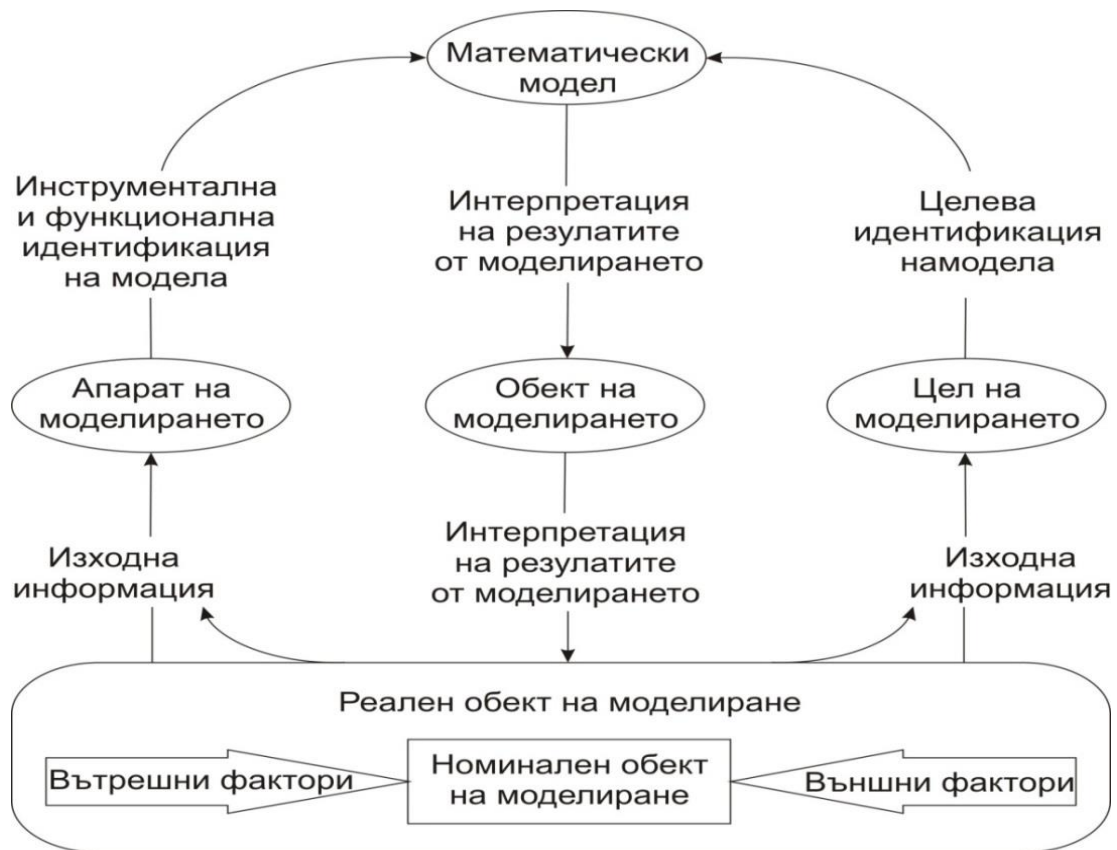 Математически
модел
Инструментална
и функционална
идентификация
на модела
Интерпретация
на резулатите
от моделирането
Целева
идентификация
намодела
Апарат на
моделирането
Обект на
моделирането
Цел на
моделирането
Изходна
информация
Интерпретация
на резулатите
от моделирането
Изходна
информация
Реален обект на моделиране
Вътрешни фактори
Номинален обект
на моделиране
Външни фактори